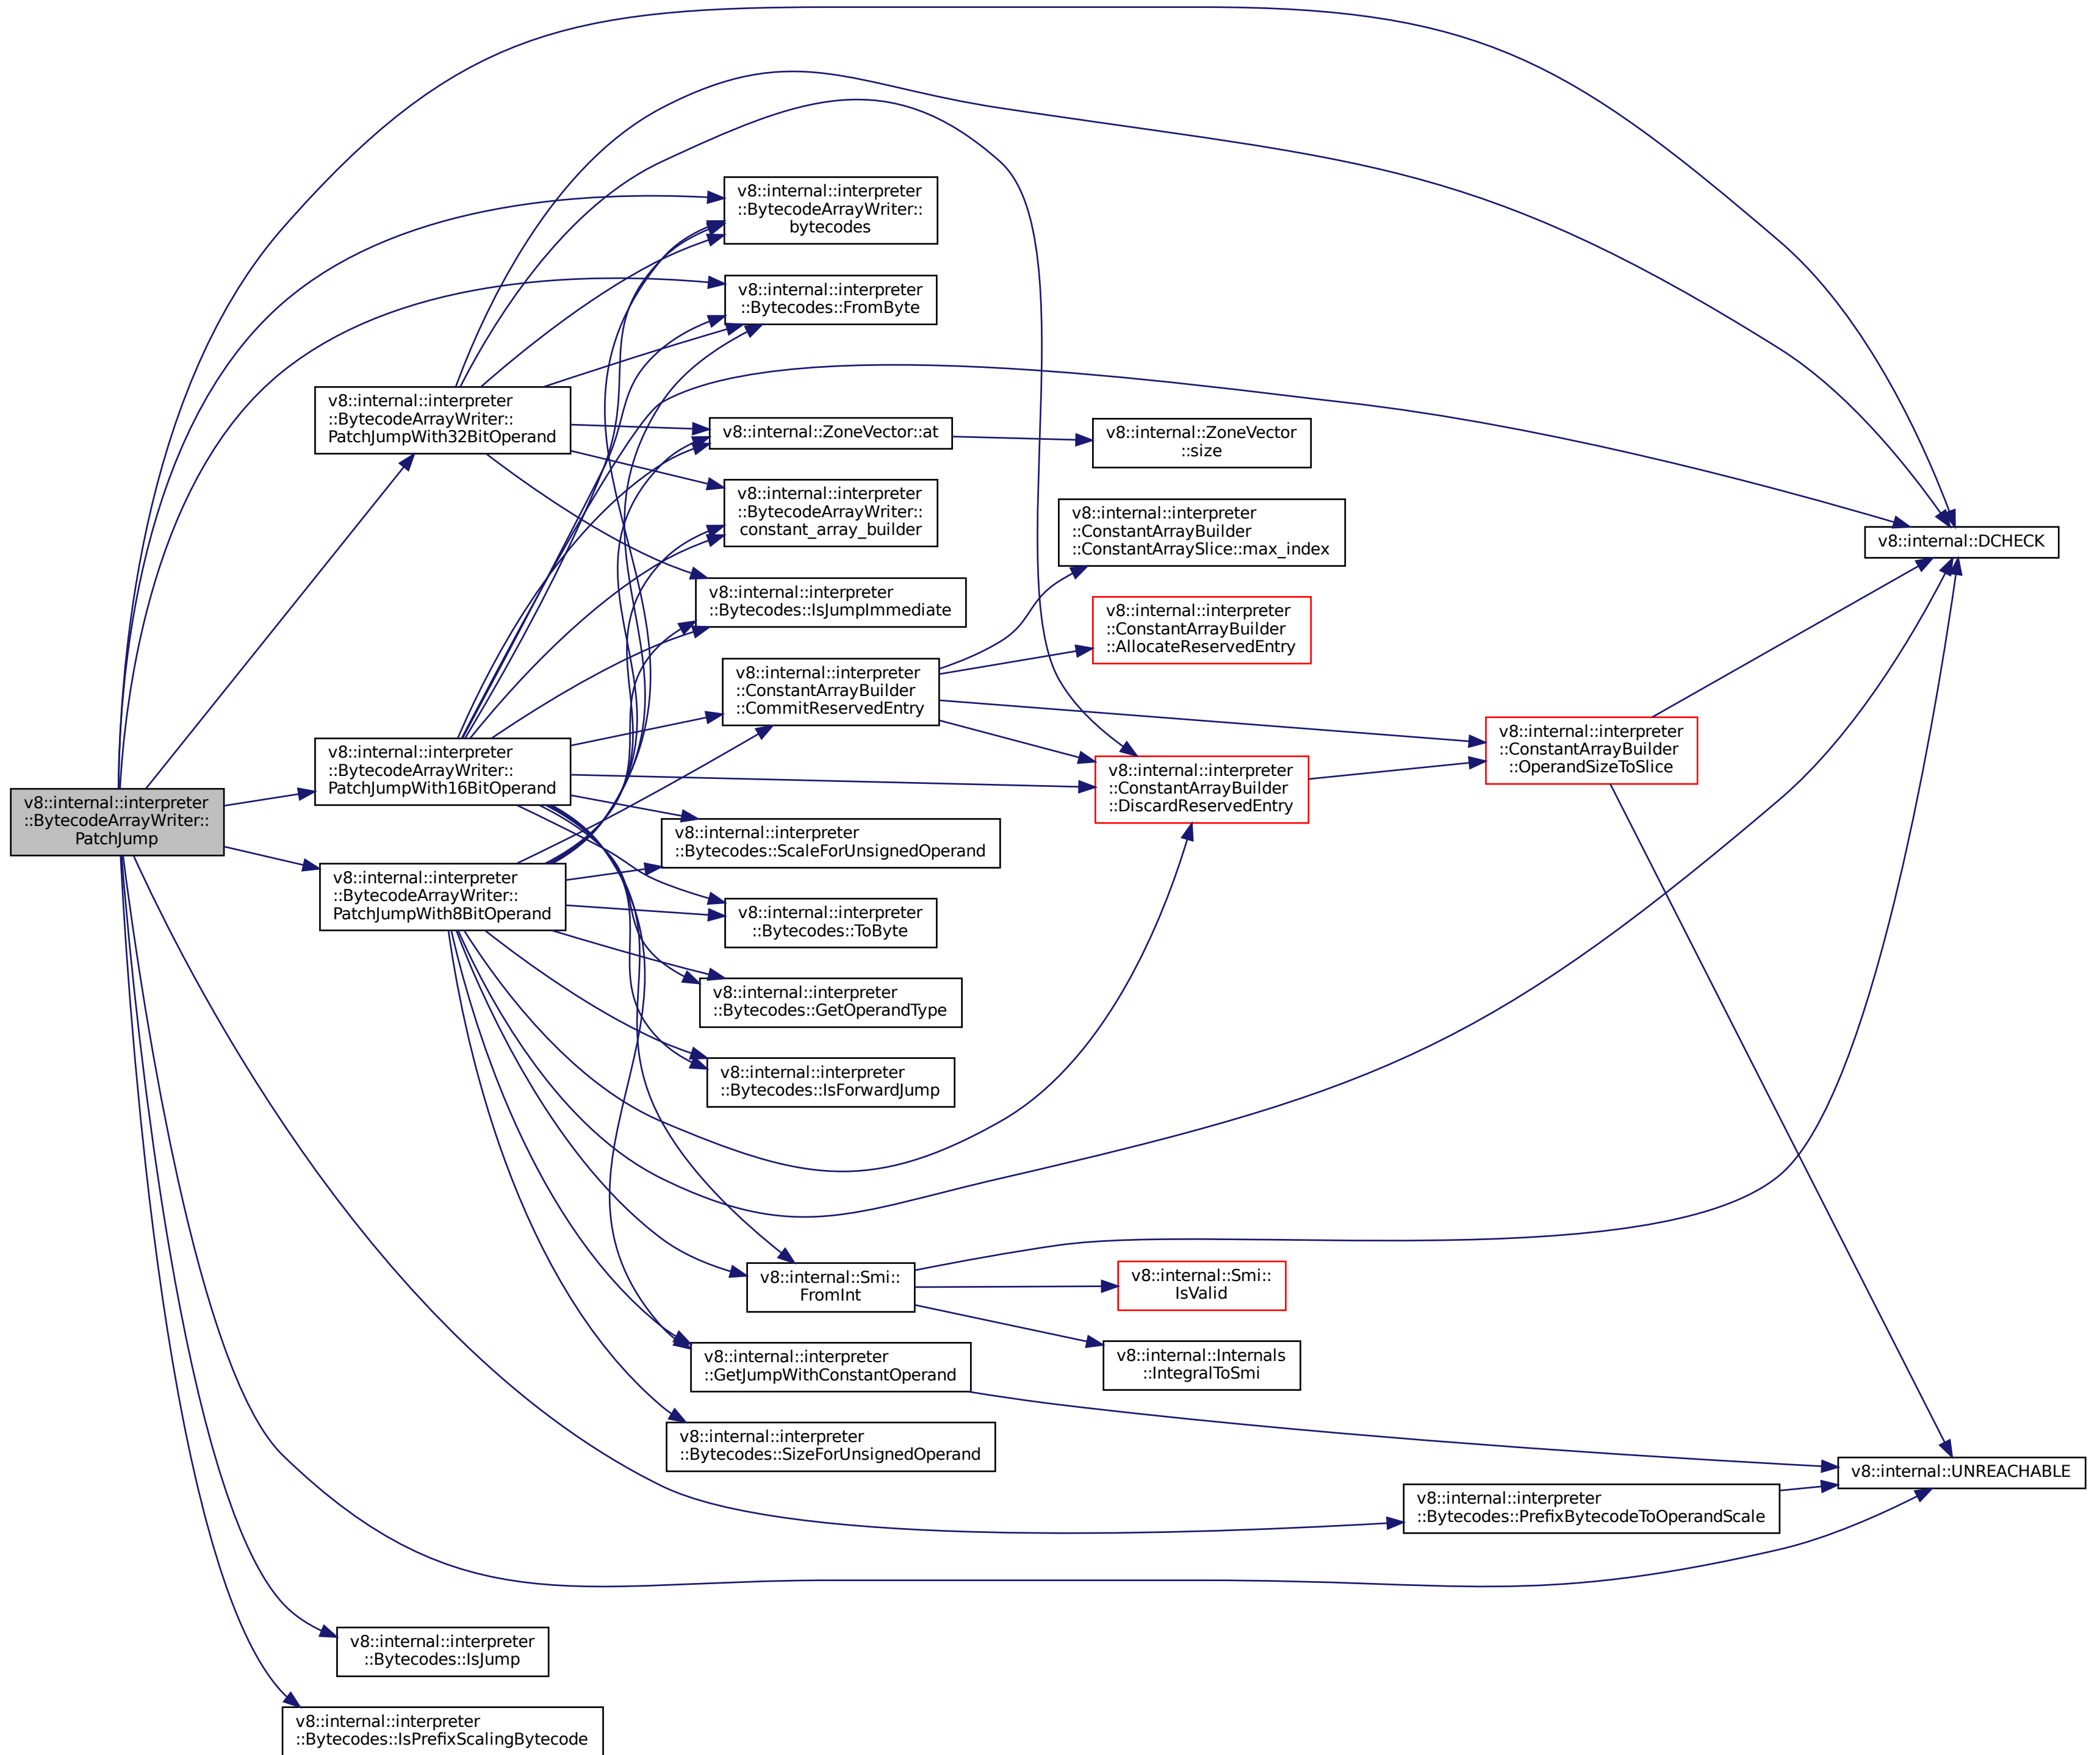 v8::internal::interpreter
::BytecodeArrayWriter::
PatchJump
v8::internal::interpreter
::BytecodeArrayWriter::
PatchJumpWith32BitOperand
v8::internal::interpreter
::BytecodeArrayWriter::
PatchJumpWith16BitOperand
v8::internal::interpreter
::BytecodeArrayWriter::
PatchJumpWith8BitOperand
v8::internal::interpreter
::Bytecodes::IsJump
v8::internal::interpreter
::Bytecodes::IsPrefixScalingBytecode
v8::internal::interpreter
::BytecodeArrayWriter::
bytecodes
v8::internal::interpreter
::Bytecodes::FromByte
v8::internal::ZoneVector::at
v8::internal::interpreter
::BytecodeArrayWriter::
constant_array_builder
v8::internal::interpreter
::Bytecodes::IsJumpImmediate
v8::internal::interpreter
::ConstantArrayBuilder
::CommitReservedEntry
v8::internal::interpreter
::Bytecodes::ScaleForUnsignedOperand
v8::internal::interpreter
::Bytecodes::ToByte
v8::internal::interpreter
::Bytecodes::GetOperandType
v8::internal::interpreter
::Bytecodes::IsForwardJump
v8::internal::Smi::
FromInt
v8::internal::interpreter
::GetJumpWithConstantOperand
v8::internal::interpreter
::Bytecodes::SizeForUnsignedOperand
v8::internal::ZoneVector
::size
v8::internal::interpreter
::ConstantArrayBuilder
::ConstantArraySlice::max_index
v8::internal::interpreter
::ConstantArrayBuilder
::AllocateReservedEntry
v8::internal::interpreter
::ConstantArrayBuilder
::DiscardReservedEntry
v8::internal::Smi::
IsValid
v8::internal::Internals
::IntegralToSmi
v8::internal::interpreter
::ConstantArrayBuilder
::OperandSizeToSlice
v8::internal::interpreter
::Bytecodes::PrefixBytecodeToOperandScale
v8::internal::DCHECK
v8::internal::UNREACHABLE